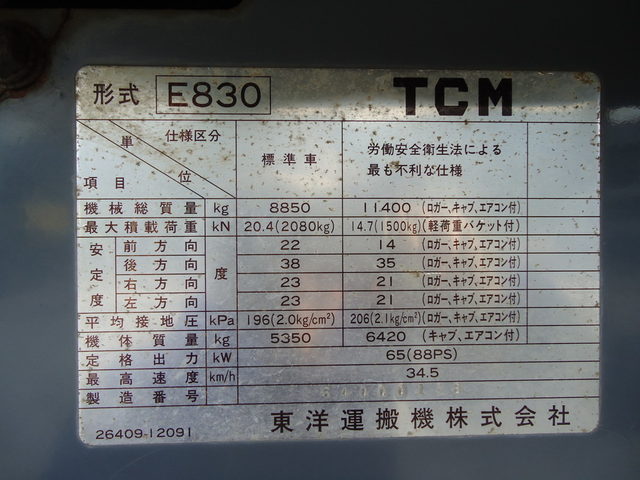 形式 E830 TCM
仕様区分 単位 項目 標準車 労働安全衛生法による
最も不利な仕様
機械総質量 kg 8850 11400 (ロガー、キャブ、エアコン付)
最大積載荷重 kN 20.4(2080kg) 14.7(1500kg)(軽荷重バケット付)
安定度 前方向 度 22 14 (ロガー、キャブ、エアコン付)
後方向 38 35 (ロガー、キャブ、エアコン付)
右方向 23 21 (ロガー、キャブ、エアコン付)
左方向 23 21 (ロガー、キャブ、エアコン付)
平均接地圧 kPa 196(2.0kg/cm²) 206(2.1kg/cm²)(ロガー、キャブ、エアコン付)
機体質量 kg 5350 6420 (キャブ、エアコン付)
定格出力 kW 65(88PS)
最高速度 km/h 34.5
製造番号
26409-12091 東洋運搬機株式会社